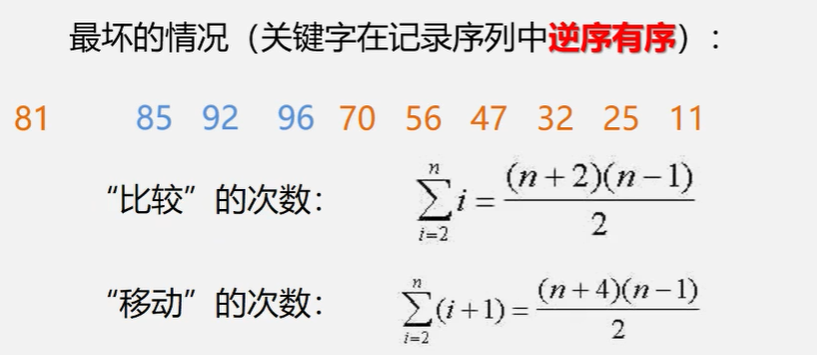 最坏的情况（关键字在记录序列中逆序有序）：
81 85 92 96 70 56 47 32 25 11
“比较”的次数： \sum_{i=2}^{n} i = \frac{(n+2)(n-1)}{2}
“移动”的次数： \sum_{i=2}^{n} (i+1) = \frac{(n+4)(n-1)}{2}